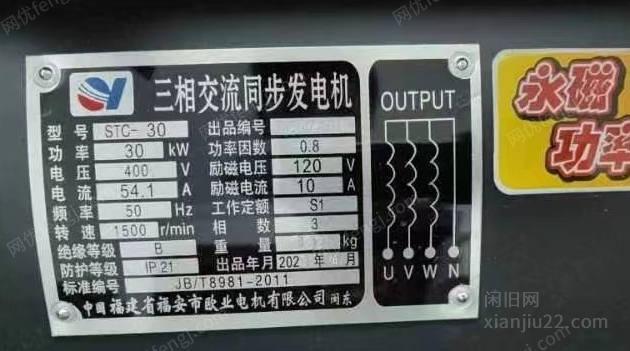 三相交流同步发电机
型号 STC-30 出品编号
功率 30 kW 功率因数 0.8
电压 400 V 励磁电压 120 V
电流 54.1 A 励磁电流 10 A
频率 50 Hz 工作定额 S1
转速 1500 r/min 相数 3
绝缘等级 B 重量 kg
防护等级 IP21 出品年月 202 年 月
标准编号 JB/T8981-2011
中国福建省福安市欧业电机有限公司 闽东
OUTPUT
U V W N
永磁
功率
闲旧网
xianjiu22.com